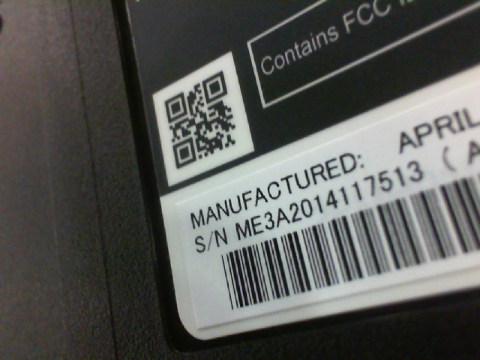 Contains FCC
MANUFACTURED: APRIL
S/N ME3A2014117513 (